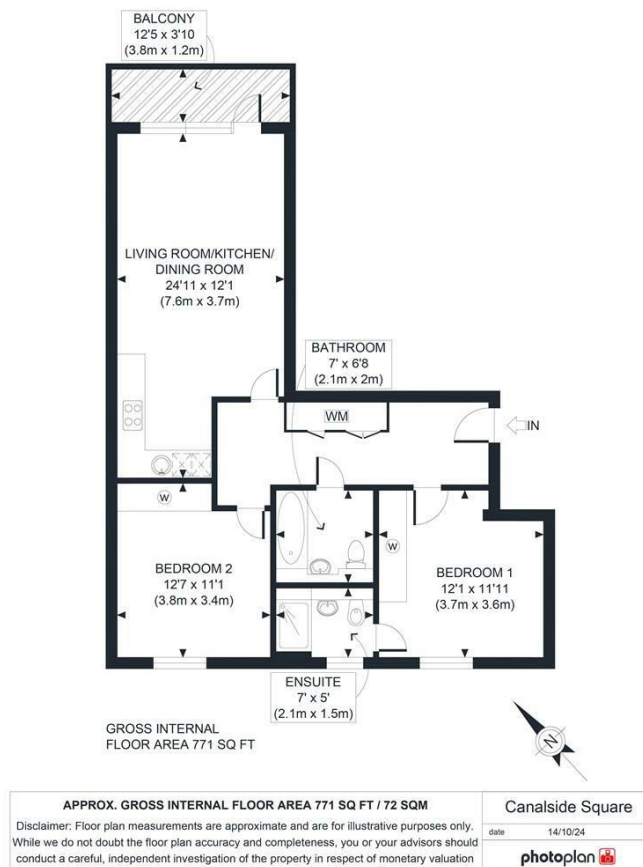 BALCONY
12'5 x 3'10
(3.8m x 1.2m)
LIVING ROOM/KITCHEN/
DINING ROOM
24'11 x 12'1
(7.6m x 3.7m)
BATHROOM
7' x 6'8
(2.1m x 2m)
WM
IN
W
W
BEDROOM 2
12'7 x 11'1
(3.8m x 3.4m)
BEDROOM 1
12'1 x 11'11
(3.7m x 3.6m)
ENSUITE
7' x 5'
(2.1m x 1.5m)
GROSS INTERNAL
FLOOR AREA 771 SQ FT
N
APPROX. GROSS INTERNAL FLOOR AREA 771 SQ FT / 72 SQM
Disclaimer: Floor plan measurements are approximate and are for illustrative purposes only.
While we do not doubt the floor plan accuracy and completeness, you or your advisors should
conduct a careful, independent investigation of the property in respect of monetary valuation
Canalside Square
date 14/10/24
photoplan